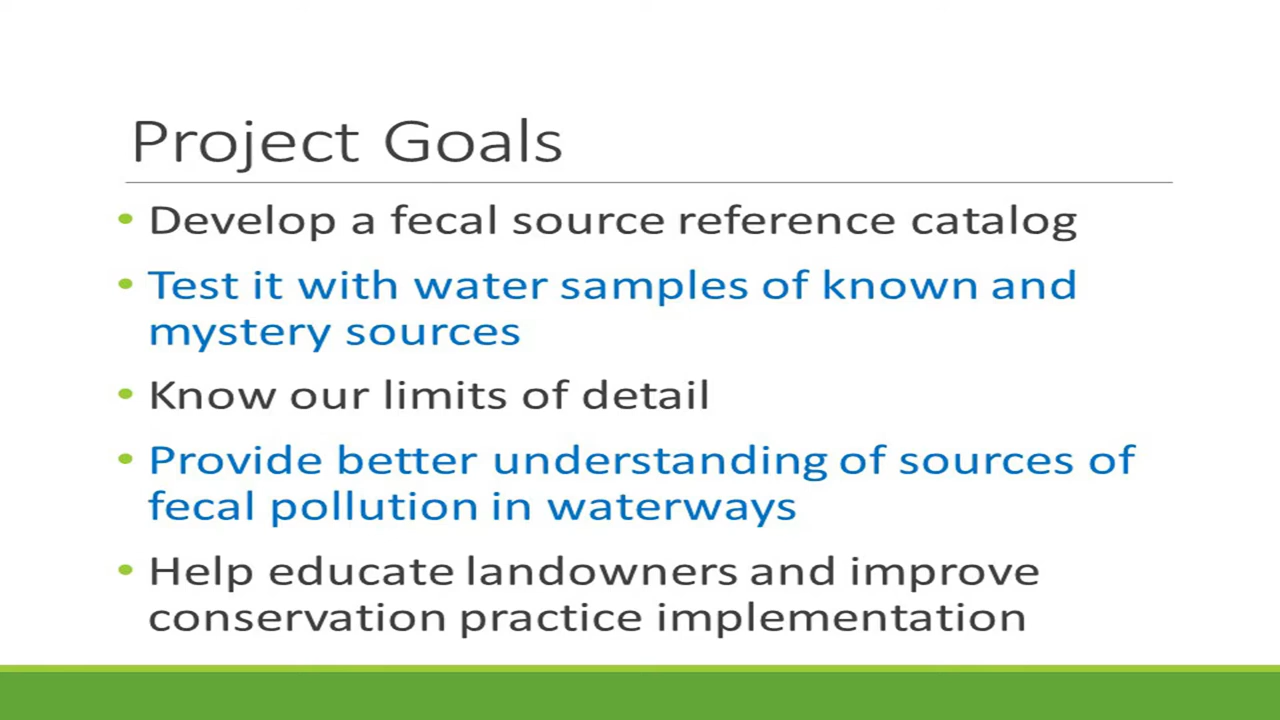 Project Goals
• Develop a fecal source reference catalog
• Test it with water samples of known and
mystery sources
• Know our limits of detail
• Provide better understanding of sources of
fecal pollution in waterways
• Help educate landowners and improve
conservation practice implementation